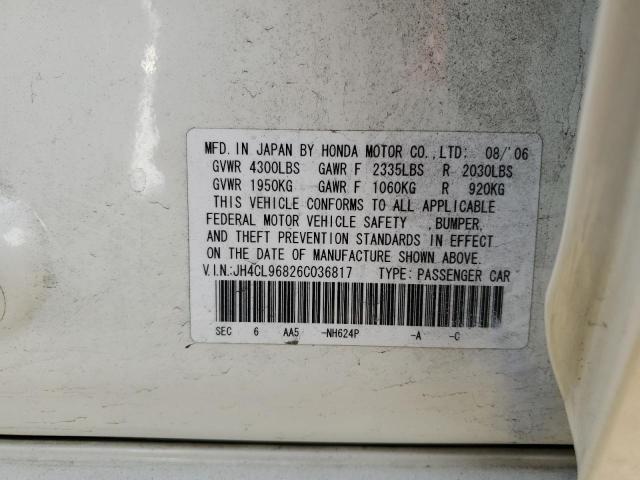 MFD. IN JAPAN BY HONDA MOTOR CO.,LTD: 08/'06
GVWR 4300LBS GAWR F 2335LBS R 2030LBS
GVWR 1950KG GAWR F 1060KG R 920KG
THIS VEHICLE CONFORMS TO ALL APPLICABLE
FEDERAL MOTOR VEHICLE SAFETY ,BUMPER,
AND THEFT PREVENTION STANDARDS IN EFFECT
ON THE DATE OF MANUFACTURE SHOWN ABOVE.
V.I.N:JH4CL96826C036817 TYPE: PASSENGER CAR
SEC 6 AA5 -NH624P -A -C